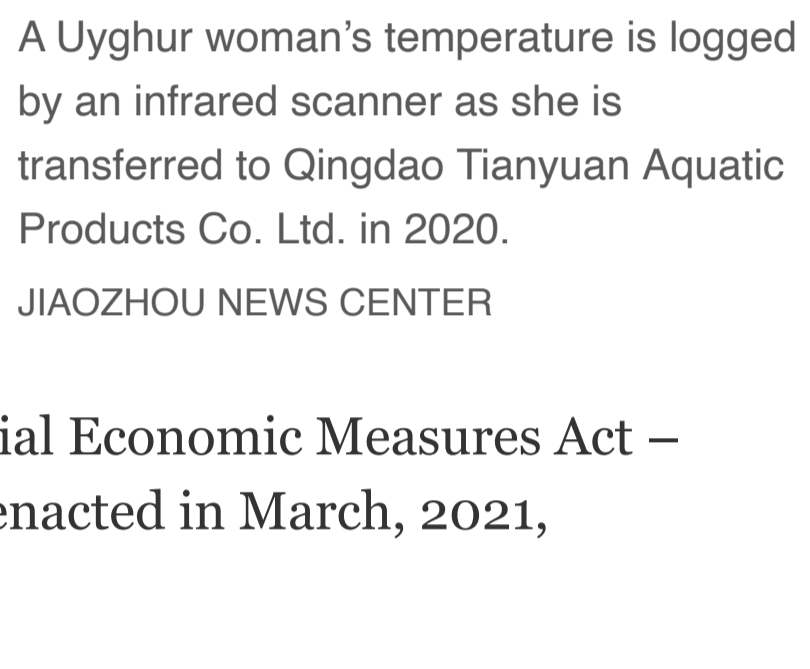 A Uyghur woman’s temperature is logged
by an infrared scanner as she is
transferred to Qingdao Tianyuan Aquatic
Products Co. Ltd. in 2020.
JIAOZHOU NEWS CENTER
ial Economic Measures Act –
enacted in March, 2021,